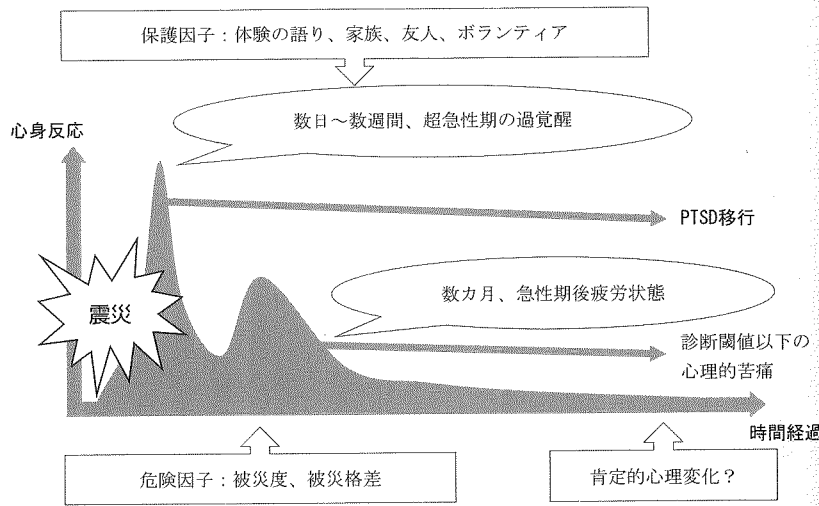 保護因子：体験の語り、家族、友人、ボランティア
数日～数週間、超急性期の過覚醒
心身反応
PTSD移行
震災
数カ月、急性期後疲労状態
診断閾値以下の
心理的苦痛
時間経過
危険因子：被災度、被災格差
肯定的心理変化？